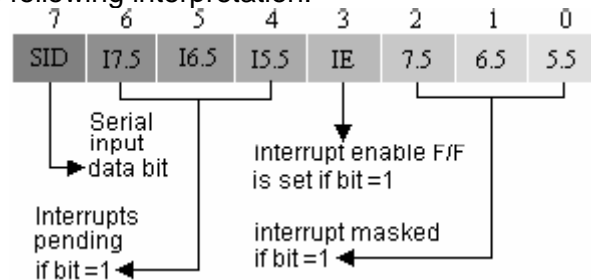 following interpretation:
7 6 5 4 3 2 1 0
SID I7.5 I6.5 I5.5 IE 7.5 6.5 5.5
Serial
input
data bit
Interrupt enable F/F
is set if bit =1
Interrupts
pending
if bit =1
interrupt masked
if bit =1